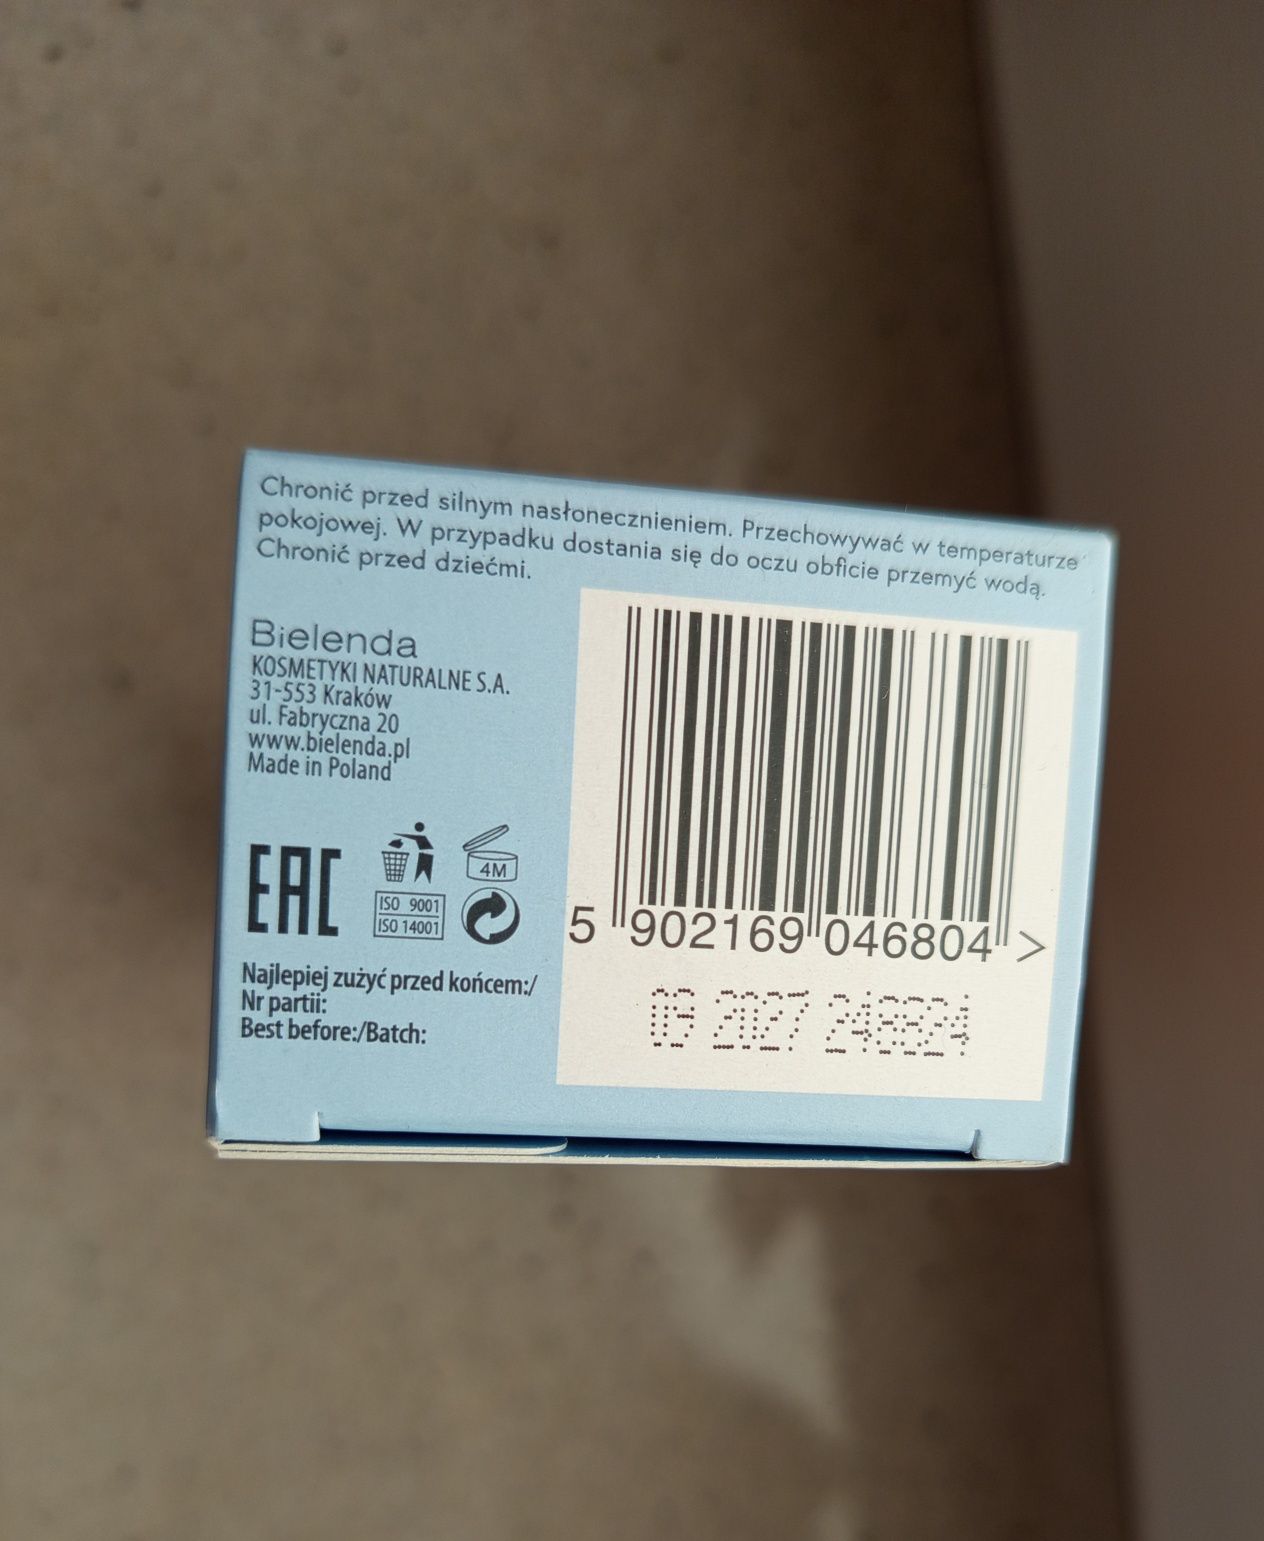 Chronić przed silnym nasłonecznieniem. Przechowywać w temperaturze
pokojowej. W przypadku dostania się do oczu obficie przemyć wodą.
Chronić przed dziećmi.
Bielenda
KOSMETYKI NATURALNE S.A.
31-553 Kraków
ul. Fabryczna 20
www.bielenda.pl
Made in Poland
EAC
4M
ISO 9001
ISO 14001
Najlepiej zużyć przed końcem:/
Nr partii:
Best before:/Batch:
5 902169 046804 >
09 2027 248824